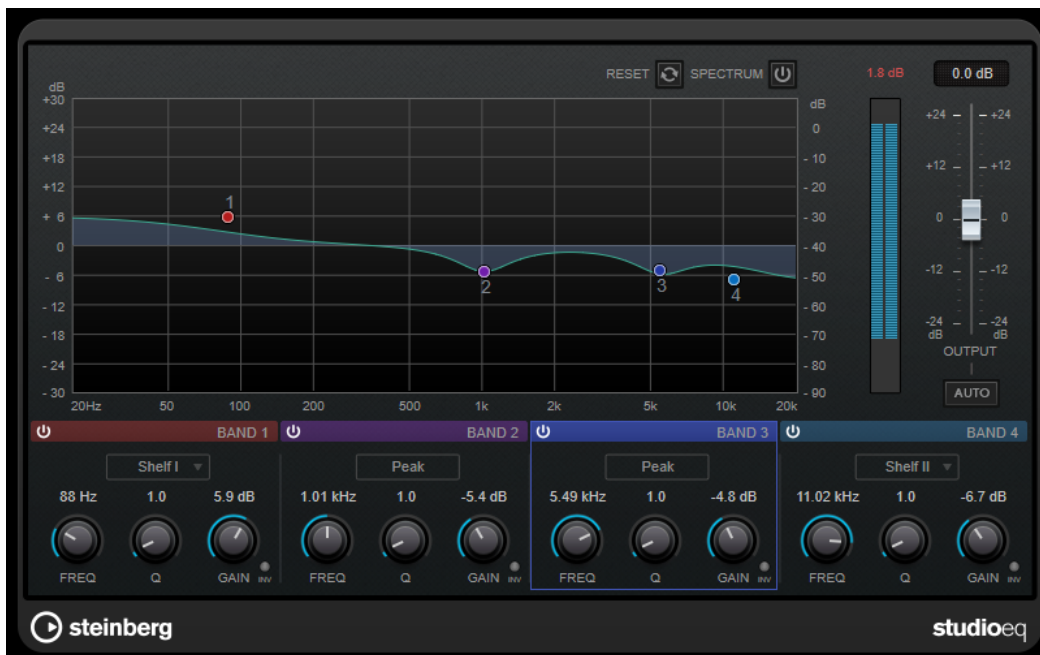 RESET SPECTRUM 1.8 dB 0.0 dB
dB
+30
+24
+18
+12
+ 6
0
- 6
- 12
- 18
- 24
- 30
20Hz 50 100 200 500 1k 2k 5k 10k 20k
1
2
3
4
dB
0
- 10
- 20
- 30
- 40
- 50
- 60
- 70
- 80
- 90
+24 +24
+12 +12
0 0
-12 -12
-24 -24
dB dB
OUTPUT
AUTO
BAND 1 BAND 2 BAND 3 BAND 4
Shelf I Peak Peak Shelf II
88 Hz 1.0 5.9 dB 1.01 kHz 1.0 -5.4 dB 5.49 kHz 1.0 -4.8 dB 11.02 kHz 1.0 -6.7 dB
FREQ Q GAIN INV FREQ Q GAIN INV FREQ Q GAIN INV FREQ Q GAIN INV
steinberg studioeq